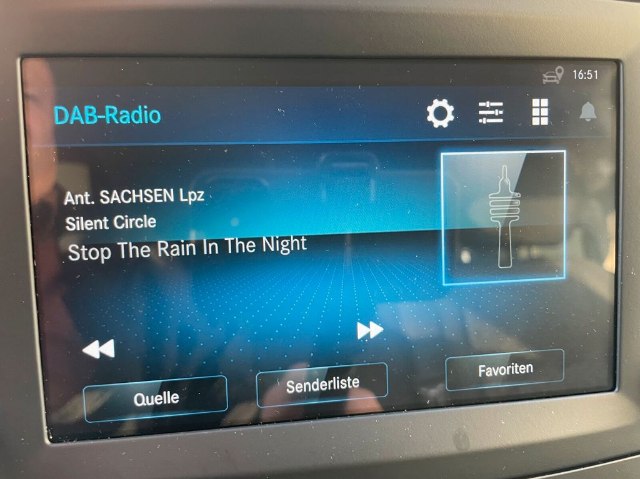 16:51
DAB-Radio
Ant. SACHSEN Lpz
Silent Circle
Stop The Rain In The Night
Quelle
Senderliste
Favoriten